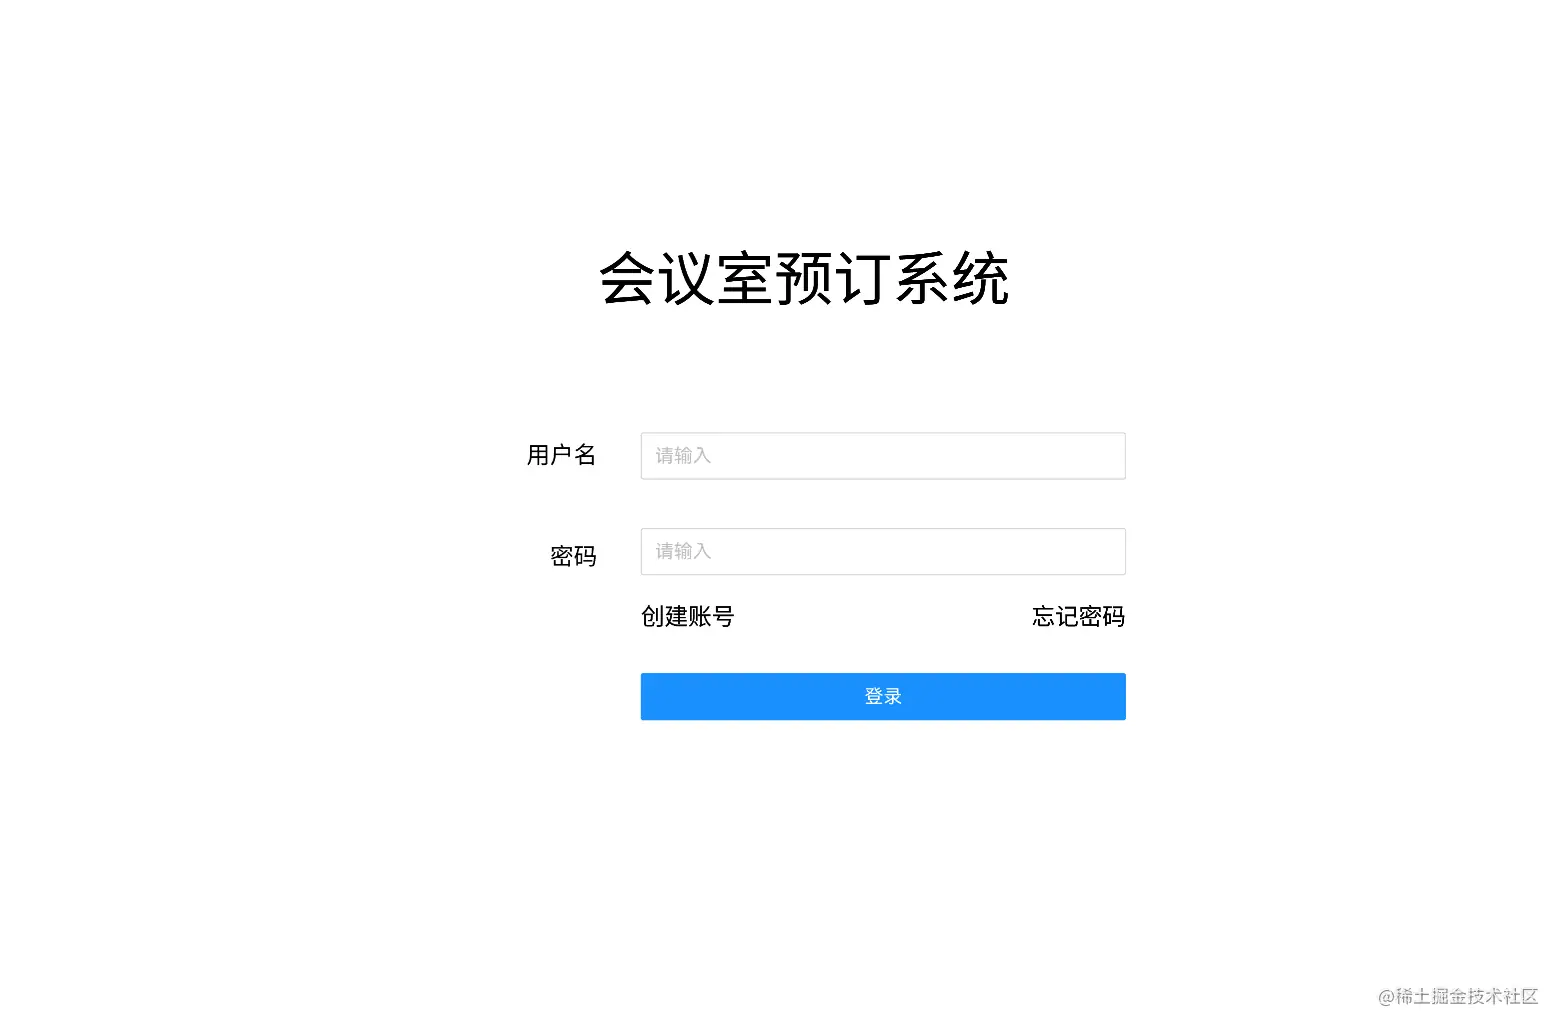 会议室预订系统
用户名 请输入
密码 请输入
创建账号 忘记密码
登录
@稀土掘金技术社区